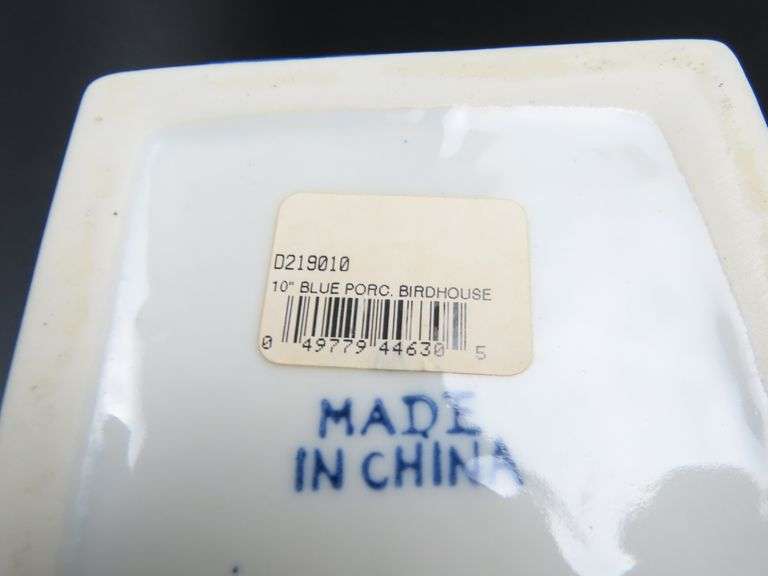 D219010
10" BLUE PORC. BIRDHOUSE
0 49779 44630 5
MADE
IN CHINA